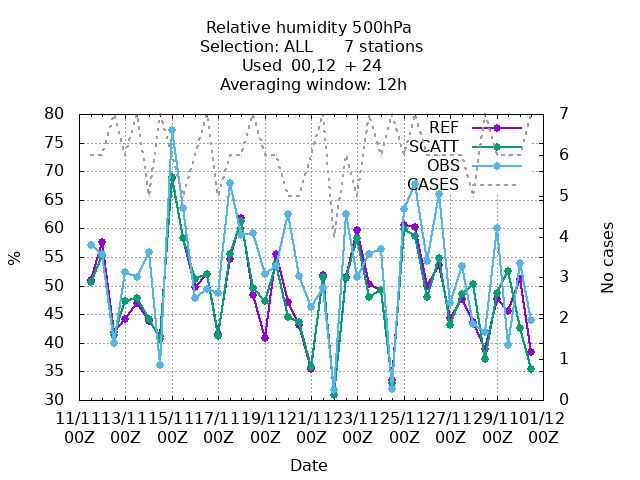 Relative humidity 500hPa
Selection: ALL 7 stations
Used 00,12 + 24
Averaging window: 12h
80 7
REF
75
SCATT
70 6
OBS
65 5
CASES
60 4
55
50 3
45 2
40
35 1
30 0
%
No cases
11/11 13/11 15/11 17/11 19/11 21/11 23/11 25/11 27/11 29/11 01/12
00Z 00Z 00Z 00Z 00Z 00Z 00Z 00Z 00Z 00Z 00Z
Date